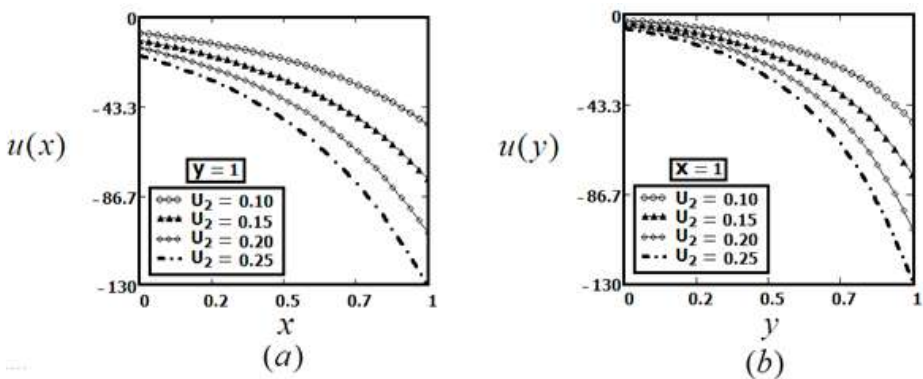 0
-43.3
-86.7
-130
u(x)
y = 1
U₂ = 0.10
U₂ = 0.15
U₂ = 0.20
U₂ = 0.25
0 0.2 0.5 0.7 1
x
(a)
0
-43.3
-86.7
-130
u(y)
x = 1
U₂ = 0.10
U₂ = 0.15
U₂ = 0.20
U₂ = 0.25
0 0.2 0.5 0.7 1
y
(b)